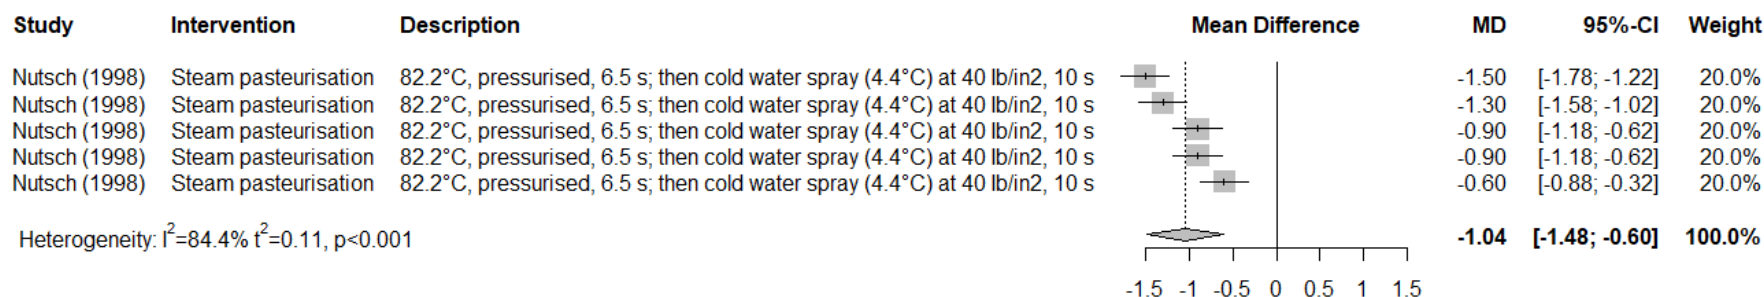 Study Intervention Description Mean Difference MD 95%-CI Weight
Nutsch (1998) Steam pasteurisation 82.2°C, pressurised, 6.5 s; then cold water spray (4.4°C) at 40 lb/in2, 10 s -1.50 [-1.78; -1.22] 20.0%
Nutsch (1998) Steam pasteurisation 82.2°C, pressurised, 6.5 s; then cold water spray (4.4°C) at 40 lb/in2, 10 s -1.30 [-1.58; -1.02] 20.0%
Nutsch (1998) Steam pasteurisation 82.2°C, pressurised, 6.5 s; then cold water spray (4.4°C) at 40 lb/in2, 10 s -0.90 [-1.18; -0.62] 20.0%
Nutsch (1998) Steam pasteurisation 82.2°C, pressurised, 6.5 s; then cold water spray (4.4°C) at 40 lb/in2, 10 s -0.90 [-1.18; -0.62] 20.0%
Nutsch (1998) Steam pasteurisation 82.2°C, pressurised, 6.5 s; then cold water spray (4.4°C) at 40 lb/in2, 10 s -0.60 [-0.88; -0.32] 20.0%
Heterogeneity: I²=84.4% t²=0.11, p<0.001 -1.04 [-1.48; -0.60] 100.0%
-1.5 -1 -0.5 0 0.5 1 1.5